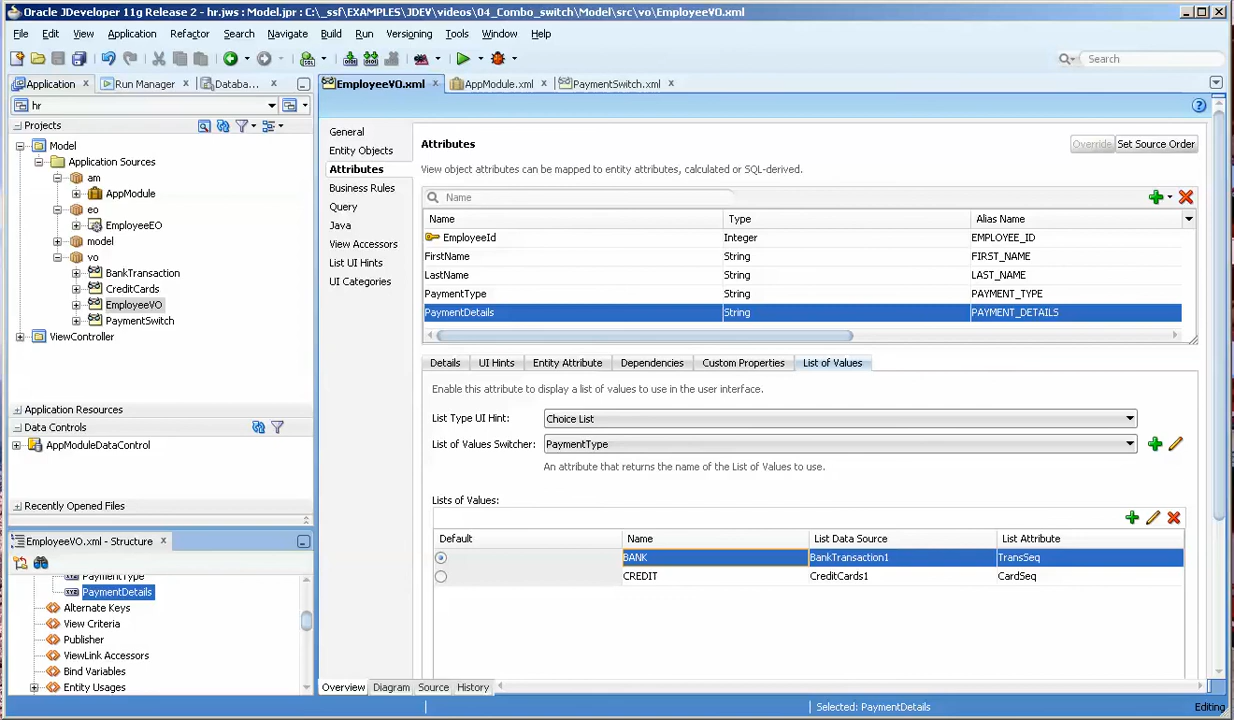 Oracle JDeveloper 11g Release 2 - hr.jws : Model.jpr : C:\_ssf\EXAMPLES\JDEV\videos\04_Combo_switch\Model\src\vo\EmployeeVO.xml
File Edit View Application Refactor Search Navigate Build Run Versioning Tools Window Help
Search
Application Run Manager Databa...
EmployeeVO.xml AppModule.xml PaymentSwitch.xml
hr
Projects
Model
Application Sources
am
AppModule
eo
EmployeeEO
model
vo
BankTransaction
CreditCards
EmployeeVO
PaymentSwitch
ViewController
Application Resources
Data Controls
AppModuleDataControl
Recently Opened Files
EmployeeVO.xml - Structure
PaymentType
PaymentDetails
Alternate Keys
View Criteria
Publisher
ViewLink Accessors
Bind Variables
Entity Usages
General
Entity Objects
Attributes
Business Rules
Query
Java
View Accessors
List UI Hints
UI Categories
Attributes
Override Set Source Order
View object attributes can be mapped to entity attributes, calculated or SQL-derived.
Name
Name Type Alias Name
EmployeeId Integer EMPLOYEE_ID
FirstName String FIRST_NAME
LastName String LAST_NAME
PaymentType String PAYMENT_TYPE
PaymentDetails String PAYMENT_DETAILS
Details UI Hints Entity Attribute Dependencies Custom Properties List of Values
Enable this attribute to display a list of values to use in the user interface.
List Type UI Hint: Choice List
List of Values Switcher: PaymentType
An attribute that returns the name of the List of Values to use.
Lists of Values:
Default Name List Data Source List Attribute
BANK BankTransaction1 TransSeq
CREDIT CreditCards1 CardSeq
Overview Diagram Source History
Selected: PaymentDetails Editing